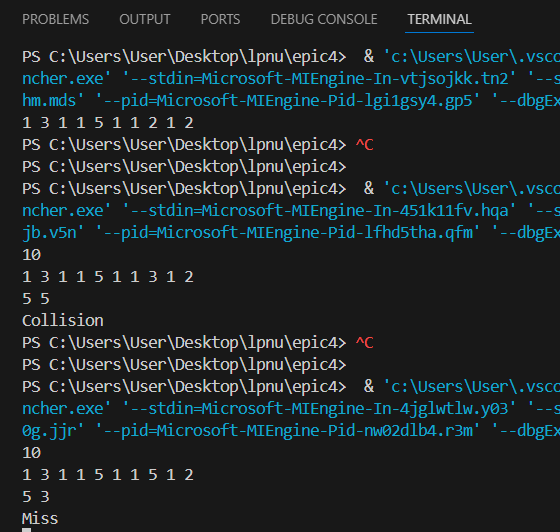 PROBLEMS OUTPUT PORTS DEBUG CONSOLE TERMINAL
PS C:\Users\User\Desktop\lpnu\epic4>  & 'c:\Users\User\.vsco
ncher.exe' '--stdin=Microsoft-MIEngine-In-vtjsojkk.tn2' '--s
hm.mds' '--pid=Microsoft-MIEngine-Pid-lgi1gsy4.gp5' '--dbgEx
1 3 1 1 5 1 1 2 1 2
PS C:\Users\User\Desktop\lpnu\epic4> ^C
PS C:\Users\User\Desktop\lpnu\epic4>
PS C:\Users\User\Desktop\lpnu\epic4>  & 'c:\Users\User\.vsco
ncher.exe' '--stdin=Microsoft-MIEngine-In-451k11fv.hqa' '--s
jb.v5n' '--pid=Microsoft-MIEngine-Pid-lfhd5tha.qfm' '--dbgEx
10
1 3 1 1 5 1 1 3 1 2
5 5
Collision
PS C:\Users\User\Desktop\lpnu\epic4> ^C
PS C:\Users\User\Desktop\lpnu\epic4>
PS C:\Users\User\Desktop\lpnu\epic4>  & 'c:\Users\User\.vsco
ncher.exe' '--stdin=Microsoft-MIEngine-In-4jglwtlw.y03' '--s
0g.jjr' '--pid=Microsoft-MIEngine-Pid-nw02dlb4.r3m' '--dbgEx
10
1 3 1 1 5 1 1 5 1 2
5 3
Miss